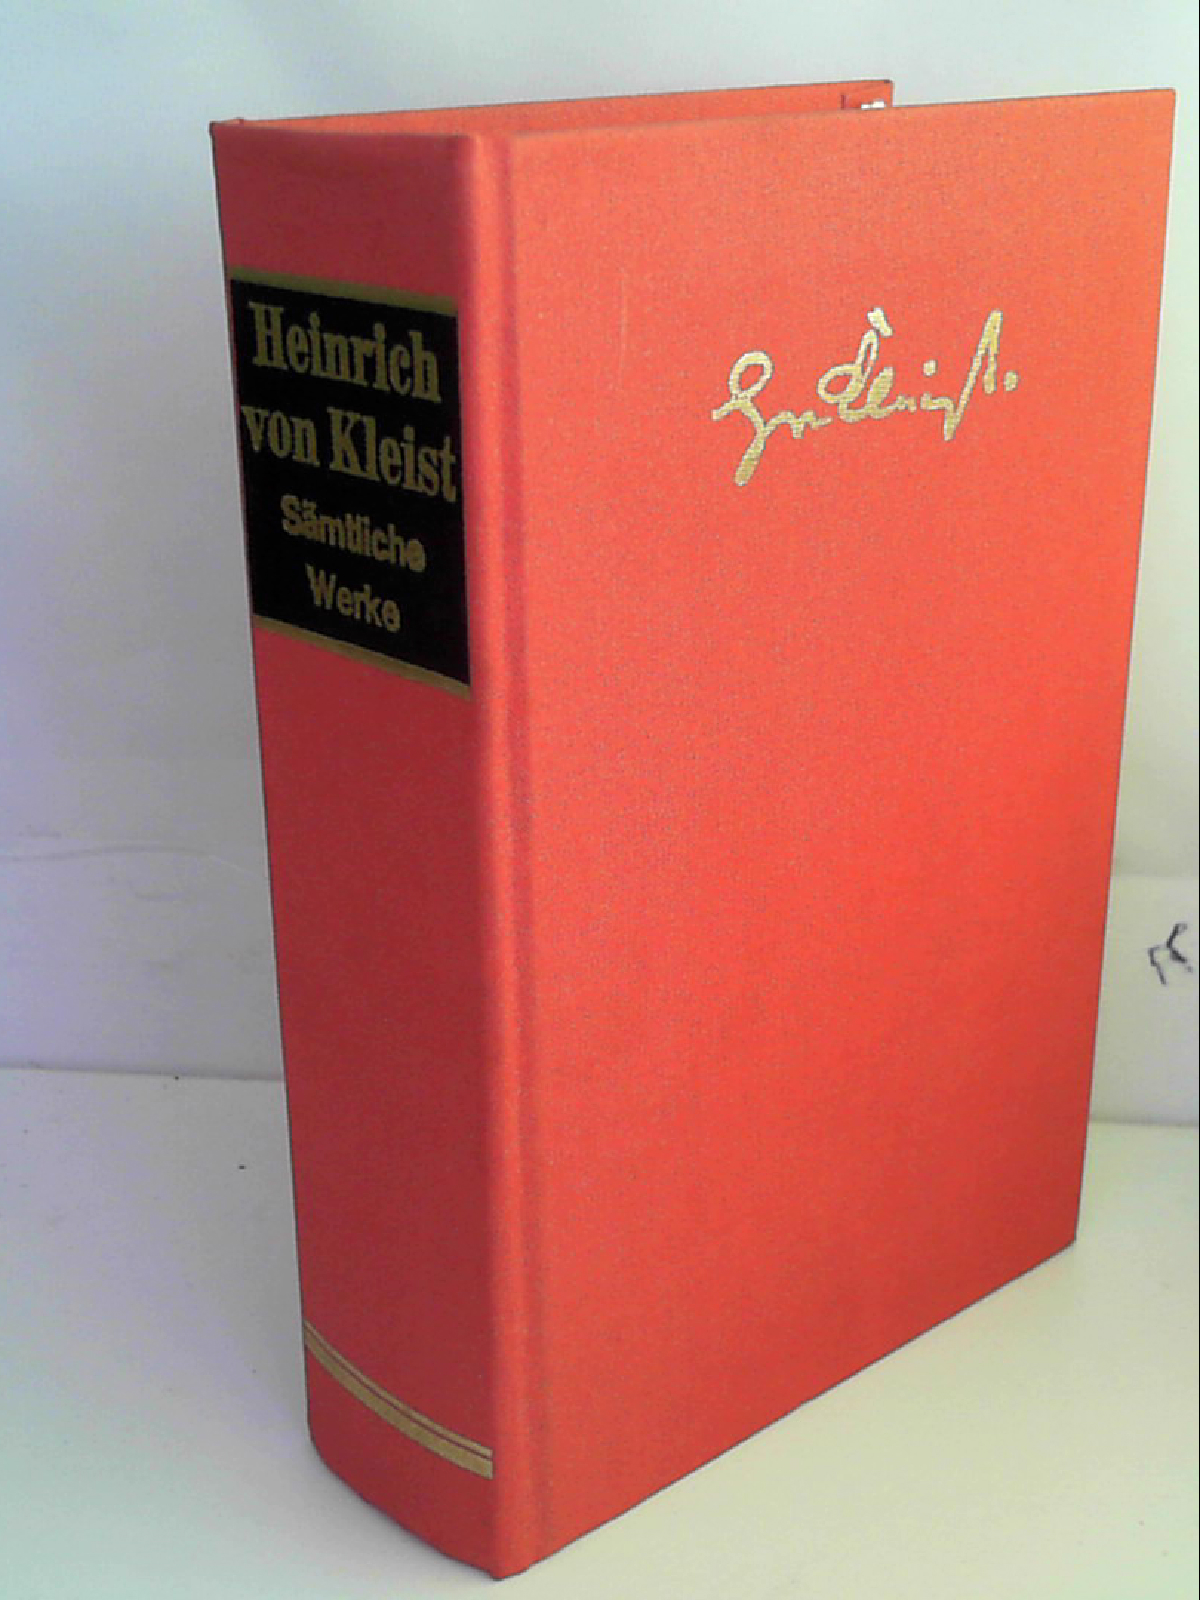 Heinrich
von Kleist
Sämtliche
Werke